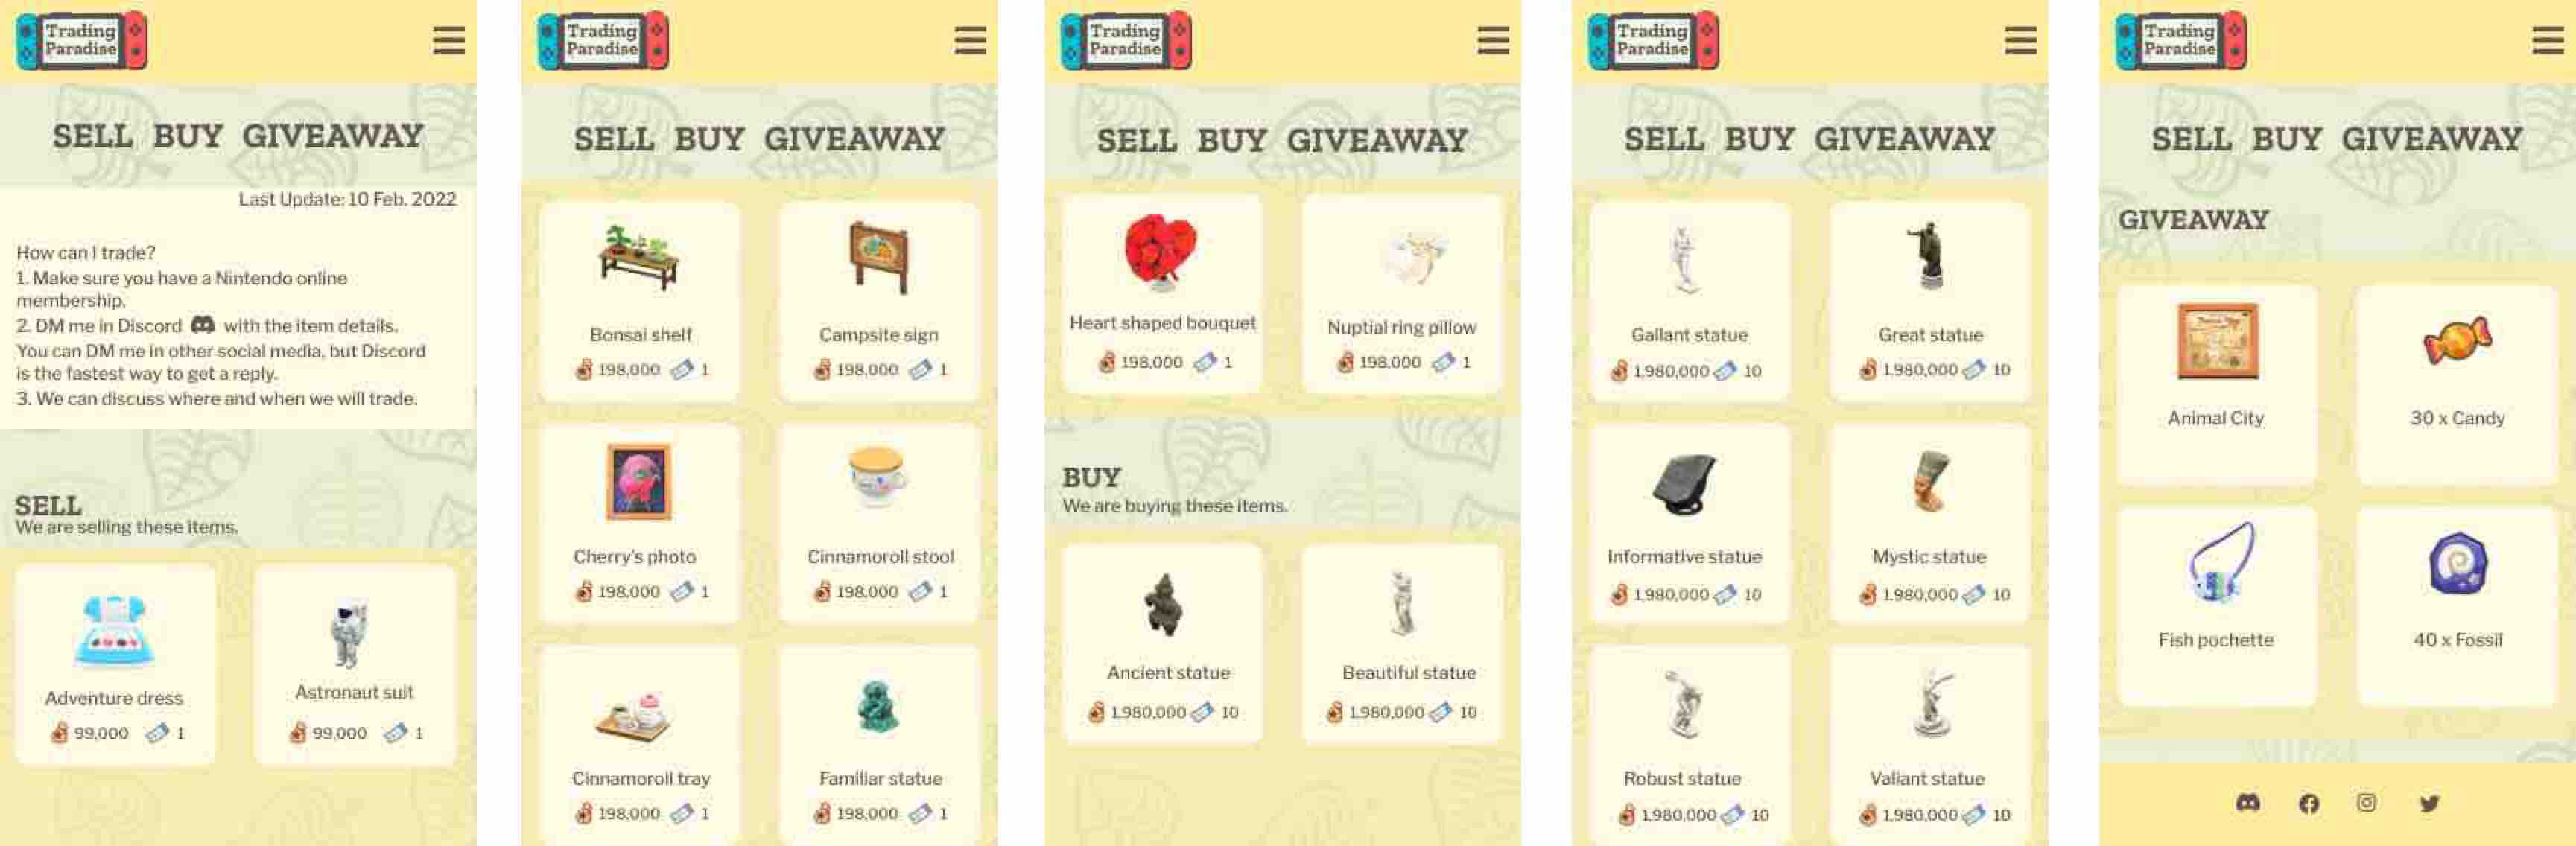 Trading
Paradise
SELL BUY GIVEAWAY
Last Update: 10 Feb. 2022
How can I trade?
1. Make sure you have a Nintendo online
membership.
2. DM me in Discord with the item details.
You can DM me in other social media, but Discord
is the fastest way to get a reply.
3. We can discuss where and when we will trade.
SELL
We are selling these items.
Adventure dress
99,000 1
Astronaut suit
99,000 1
Trading
Paradise
SELL BUY GIVEAWAY
Bonsai shelf
198,000 1
Campsite sign
198,000 1
Cherry's photo
198,000 1
Cinnamoroll stool
198,000 1
Cinnamoroll tray
198,000 1
Familiar statue
198,000 1
Trading
Paradise
SELL BUY GIVEAWAY
Heart shaped bouquet
198,000 1
Nuptial ring pillow
198,000 1
BUY
We are buying these items.
Ancient statue
1,980,000 10
Beautiful statue
1,980,000 10
Trading
Paradise
SELL BUY GIVEAWAY
Gallant statue
1,980,000 10
Great statue
1,980,000 10
Informative statue
1,980,000 10
Mystic statue
1,980,000 10
Robust statue
1,980,000 10
Valiant statue
1,980,000 10
Trading
Paradise
SELL BUY GIVEAWAY
GIVEAWAY
Animal City
30 x Candy
Fish pochette
40 x Fossil